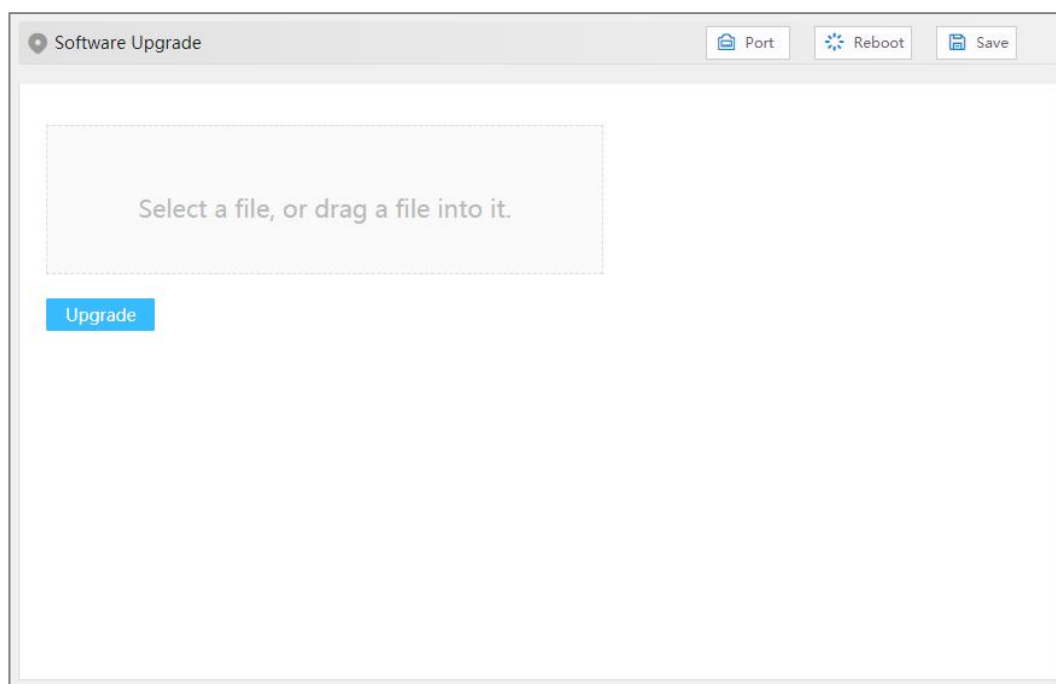 Software Upgrade
Port
Reboot
Save
Select a file, or drag a file into it.
Upgrade